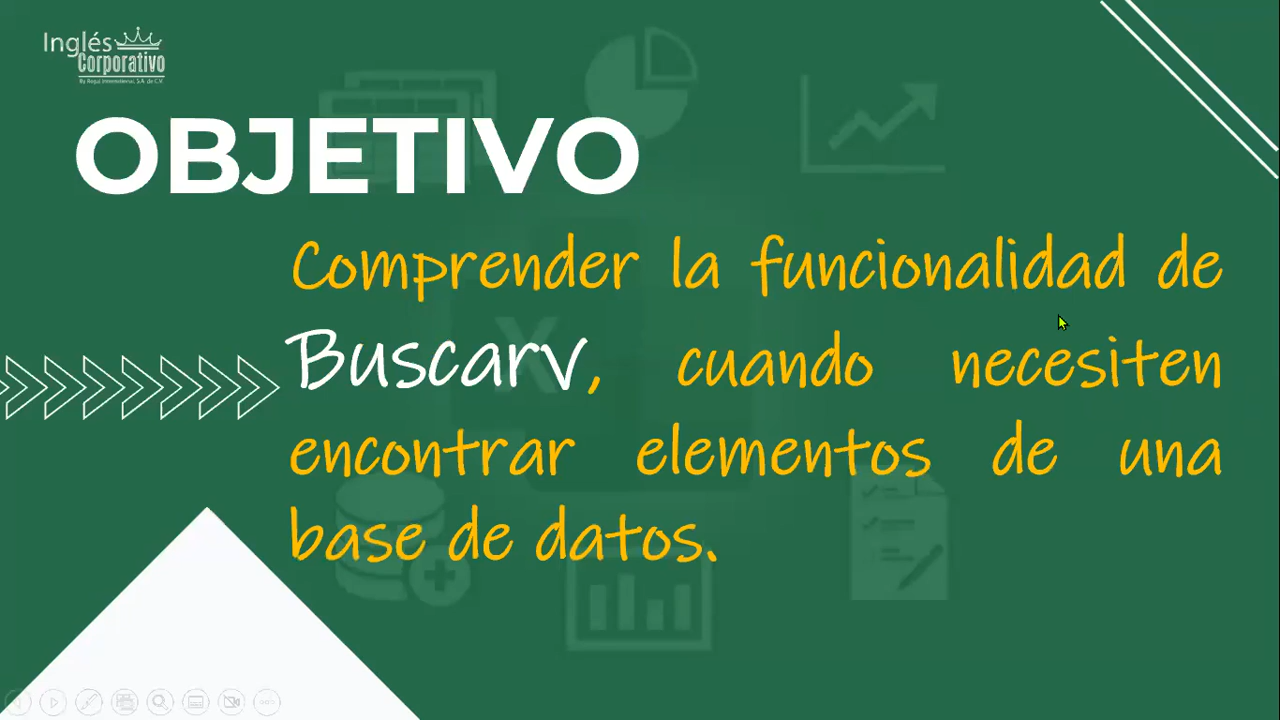 Inglés
Corporativo
OBJETIVO
Comprender la funcionalidad de
Buscarv, cuando necesiten
encontrar elementos de una
base de datos.